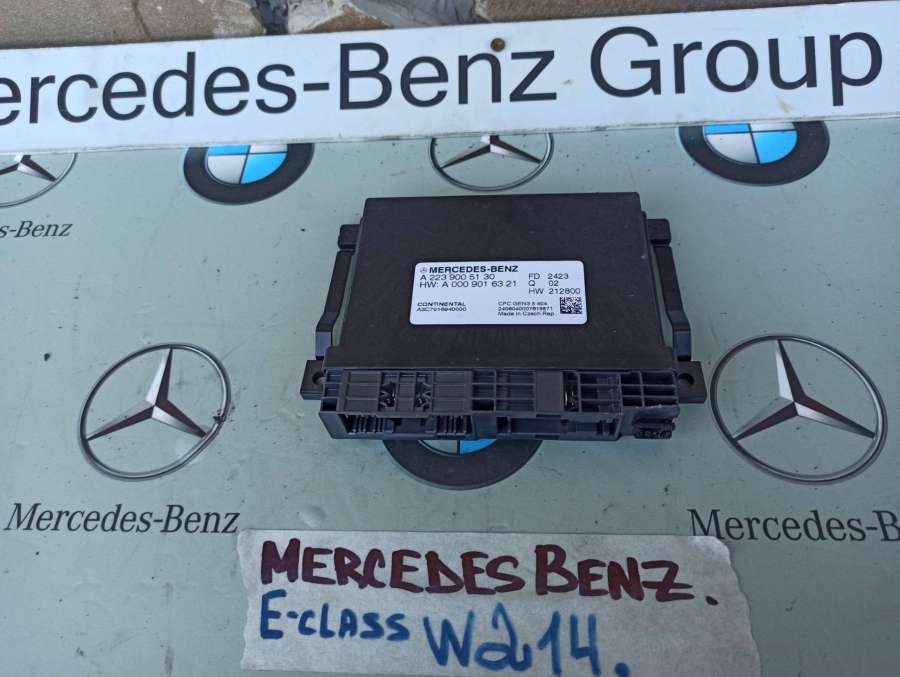 ercedes-Benz Group
s-Benz
MERCEDES-BENZ
A 223 900 51 30 FD 2423
HW: A 000 901 63 21 Q 02
HW 212800
CONTINENTAL CPC GEN3.5 404
Made in Czech Rep.
Mercedes-Benz
Mercedes-B
MERCEDES BENZ.
E-CLASS W214.